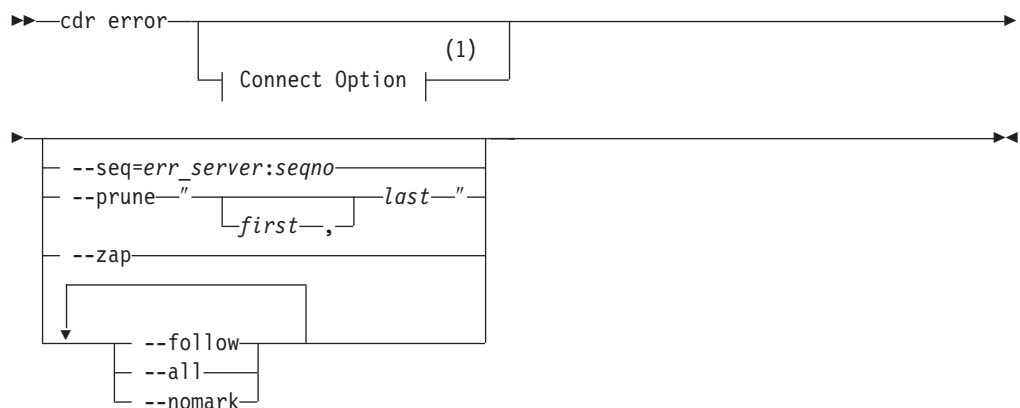 cdr error
(1)
Connect Option
--seq=err_server:seqno
--prune " last "
first ,
--zap
--follow
--all
--nomark